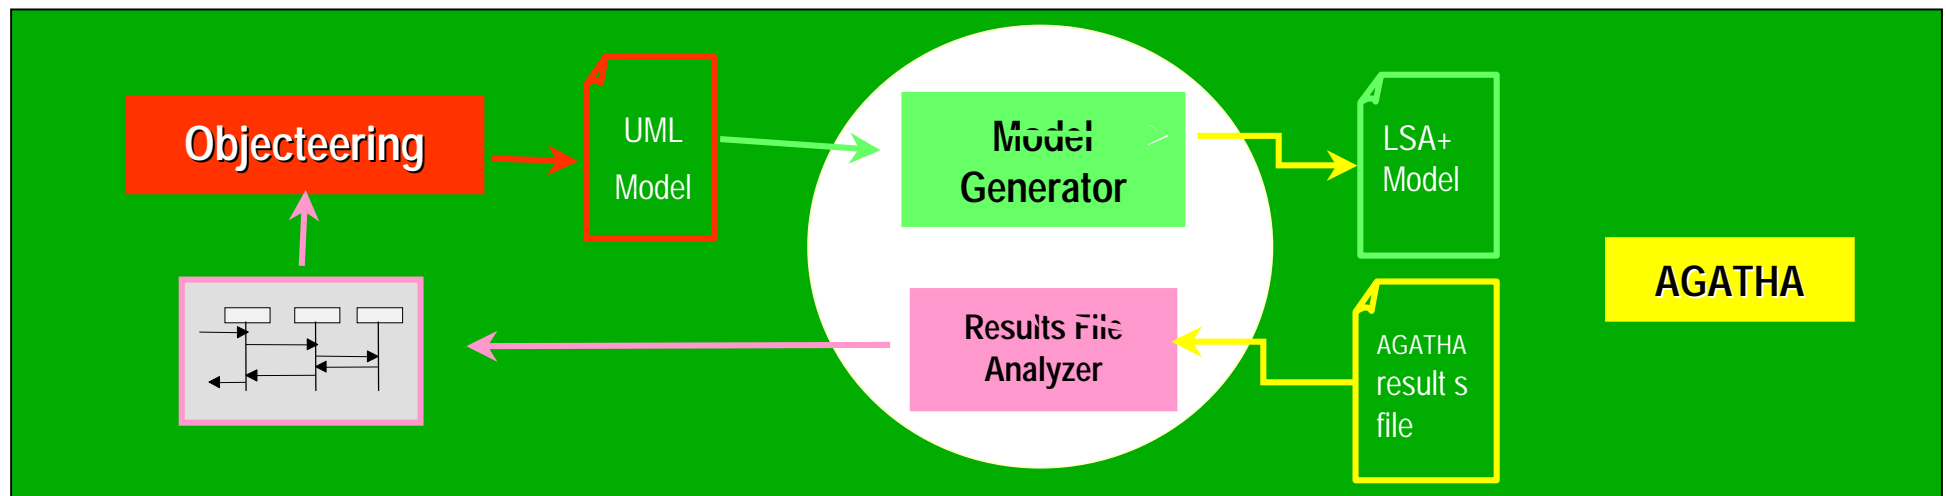 Objecteering
UML
Model
Model
Generator
LSA+
Model
AGATHA
Results File
Analyzer
AGATHA
result s
file